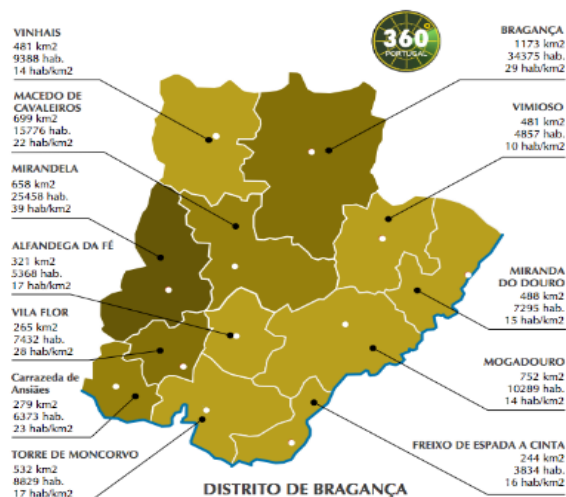 VINHAIS
481 km2
9388 hab.
14 hab/km2
MACEDO DE
CAVALEIROS
699 km2
15776 hab.
22 hab/km2
MIRANDELA
658 km2
25458 hab.
39 hab/km2
ALFANDEGA DA FÉ
321 km2
5368 hab.
17 hab/km2
VILA FLOR
265 km2
7432 hab.
28 hab/km2
Carrazeda de
Ansiães
279 km2
6373 hab.
23 hab/km2
TORRE DE MONCORVO
532 km2
8829 hab.
17 hab/km2
360º
PORTUGAL
BRAGANÇA
1173 km2
34375 hab.
29 hab/km2
VIMIOSO
481 km2
4857 hab.
10 hab/km2
MIRANDA
DO DOURO
488 km2
7295 hab.
15 hab/km2
MOGADOURO
752 km2
10289 hab.
14 hab/km2
FREIXO DE ESPADA A CINTA
244 km2
3834 hab.
16 hab/km2
DISTRITO DE BRAGANÇA